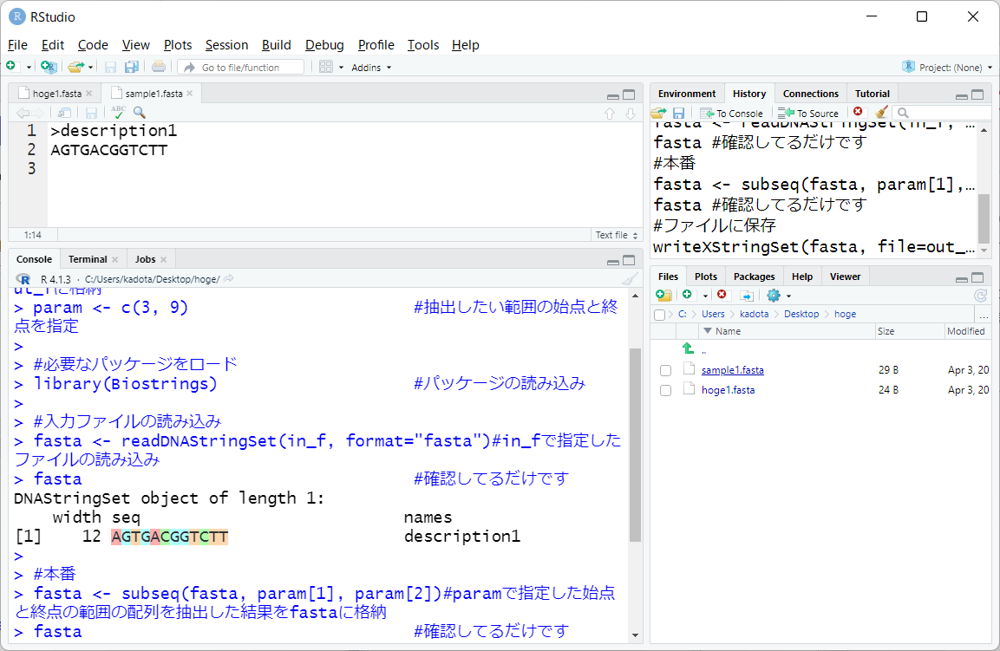 RStudio
File Edit Code View Plots Session Build Debug Profile Tools Help
Go to file/function Addins Project: (None)
hoge1.fasta sample1.fasta
ABC
1 >description1
2 AGTGACGGTCTT
3
1:14 Text file
Console Terminal Jobs
R 4.1.3 · C:/Users/kadota/Desktop/hoge/
ut_fに格納
> param <- c(3, 9) #抽出したい範囲の始点と終
点を指定
>
> #必要なパッケージをロード
> library(Biostrings) #パッケージの読み込み
>
> #入力ファイルの読み込み
> fasta <- readDNAStringSet(in_f, format="fasta")#in_fで指定した
ファイルの読み込み
> fasta #確認してるだけです
DNAStringSet object of length 1:
width seq names
[1] 12 AGTGACGGTCTT description1
>
> #本番
> fasta <- subseq(fasta, param[1], param[2])#paramで指定した始点
と終点の範囲の配列を抽出した結果をfastaに格納
> fasta #確認してるだけです
Environment History Connections Tutorial
To Console To Source
fasta <- readDNAStringSet(in_f, …
fasta #確認してるだけです
#本番
fasta <- subseq(fasta, param[1],…
fasta #確認してるだけです
#ファイルに保存
writeXStringSet(fasta, file=out_…
Files Plots Packages Help Viewer
C: Users kadota Desktop hoge ...
Name Size Modified
..
sample1.fasta 29 B Apr 3, 20
hoge1.fasta 24 B Apr 3, 20